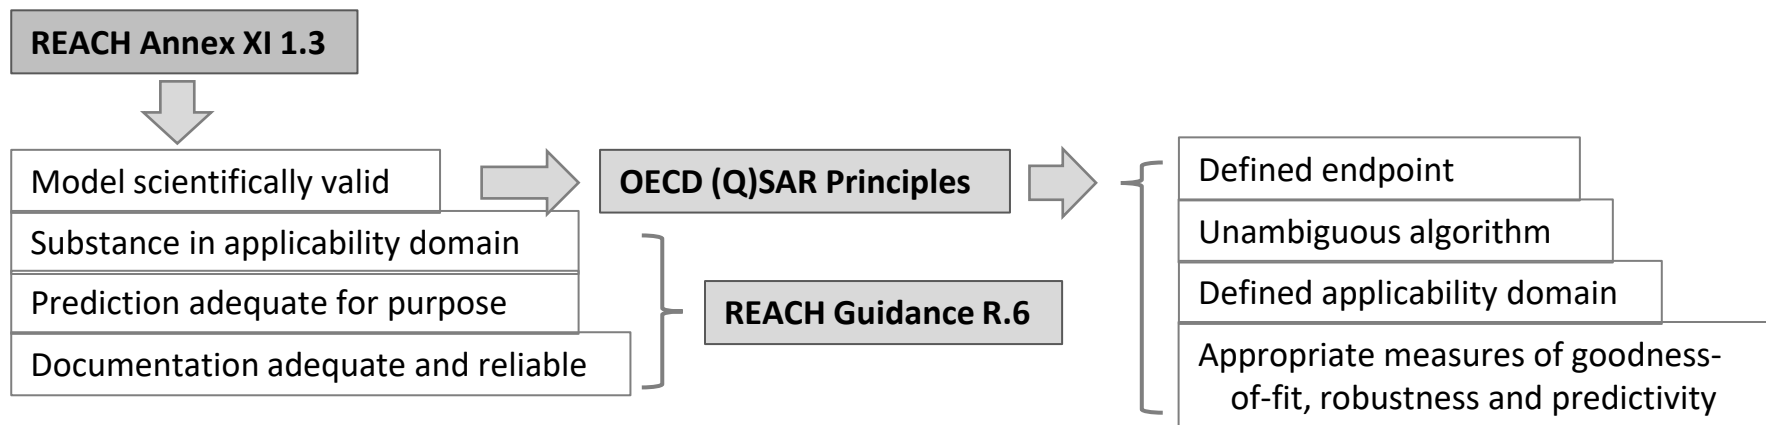 REACH Annex XI 1.3
Model scientifically valid
Substance in applicability domain
Prediction adequate for purpose
Documentation adequate and reliable
OECD (Q)SAR Principles
REACH Guidance R.6
Defined endpoint
Unambiguous algorithm
Defined applicability domain
Appropriate measures of goodness-
of-fit, robustness and predictivity